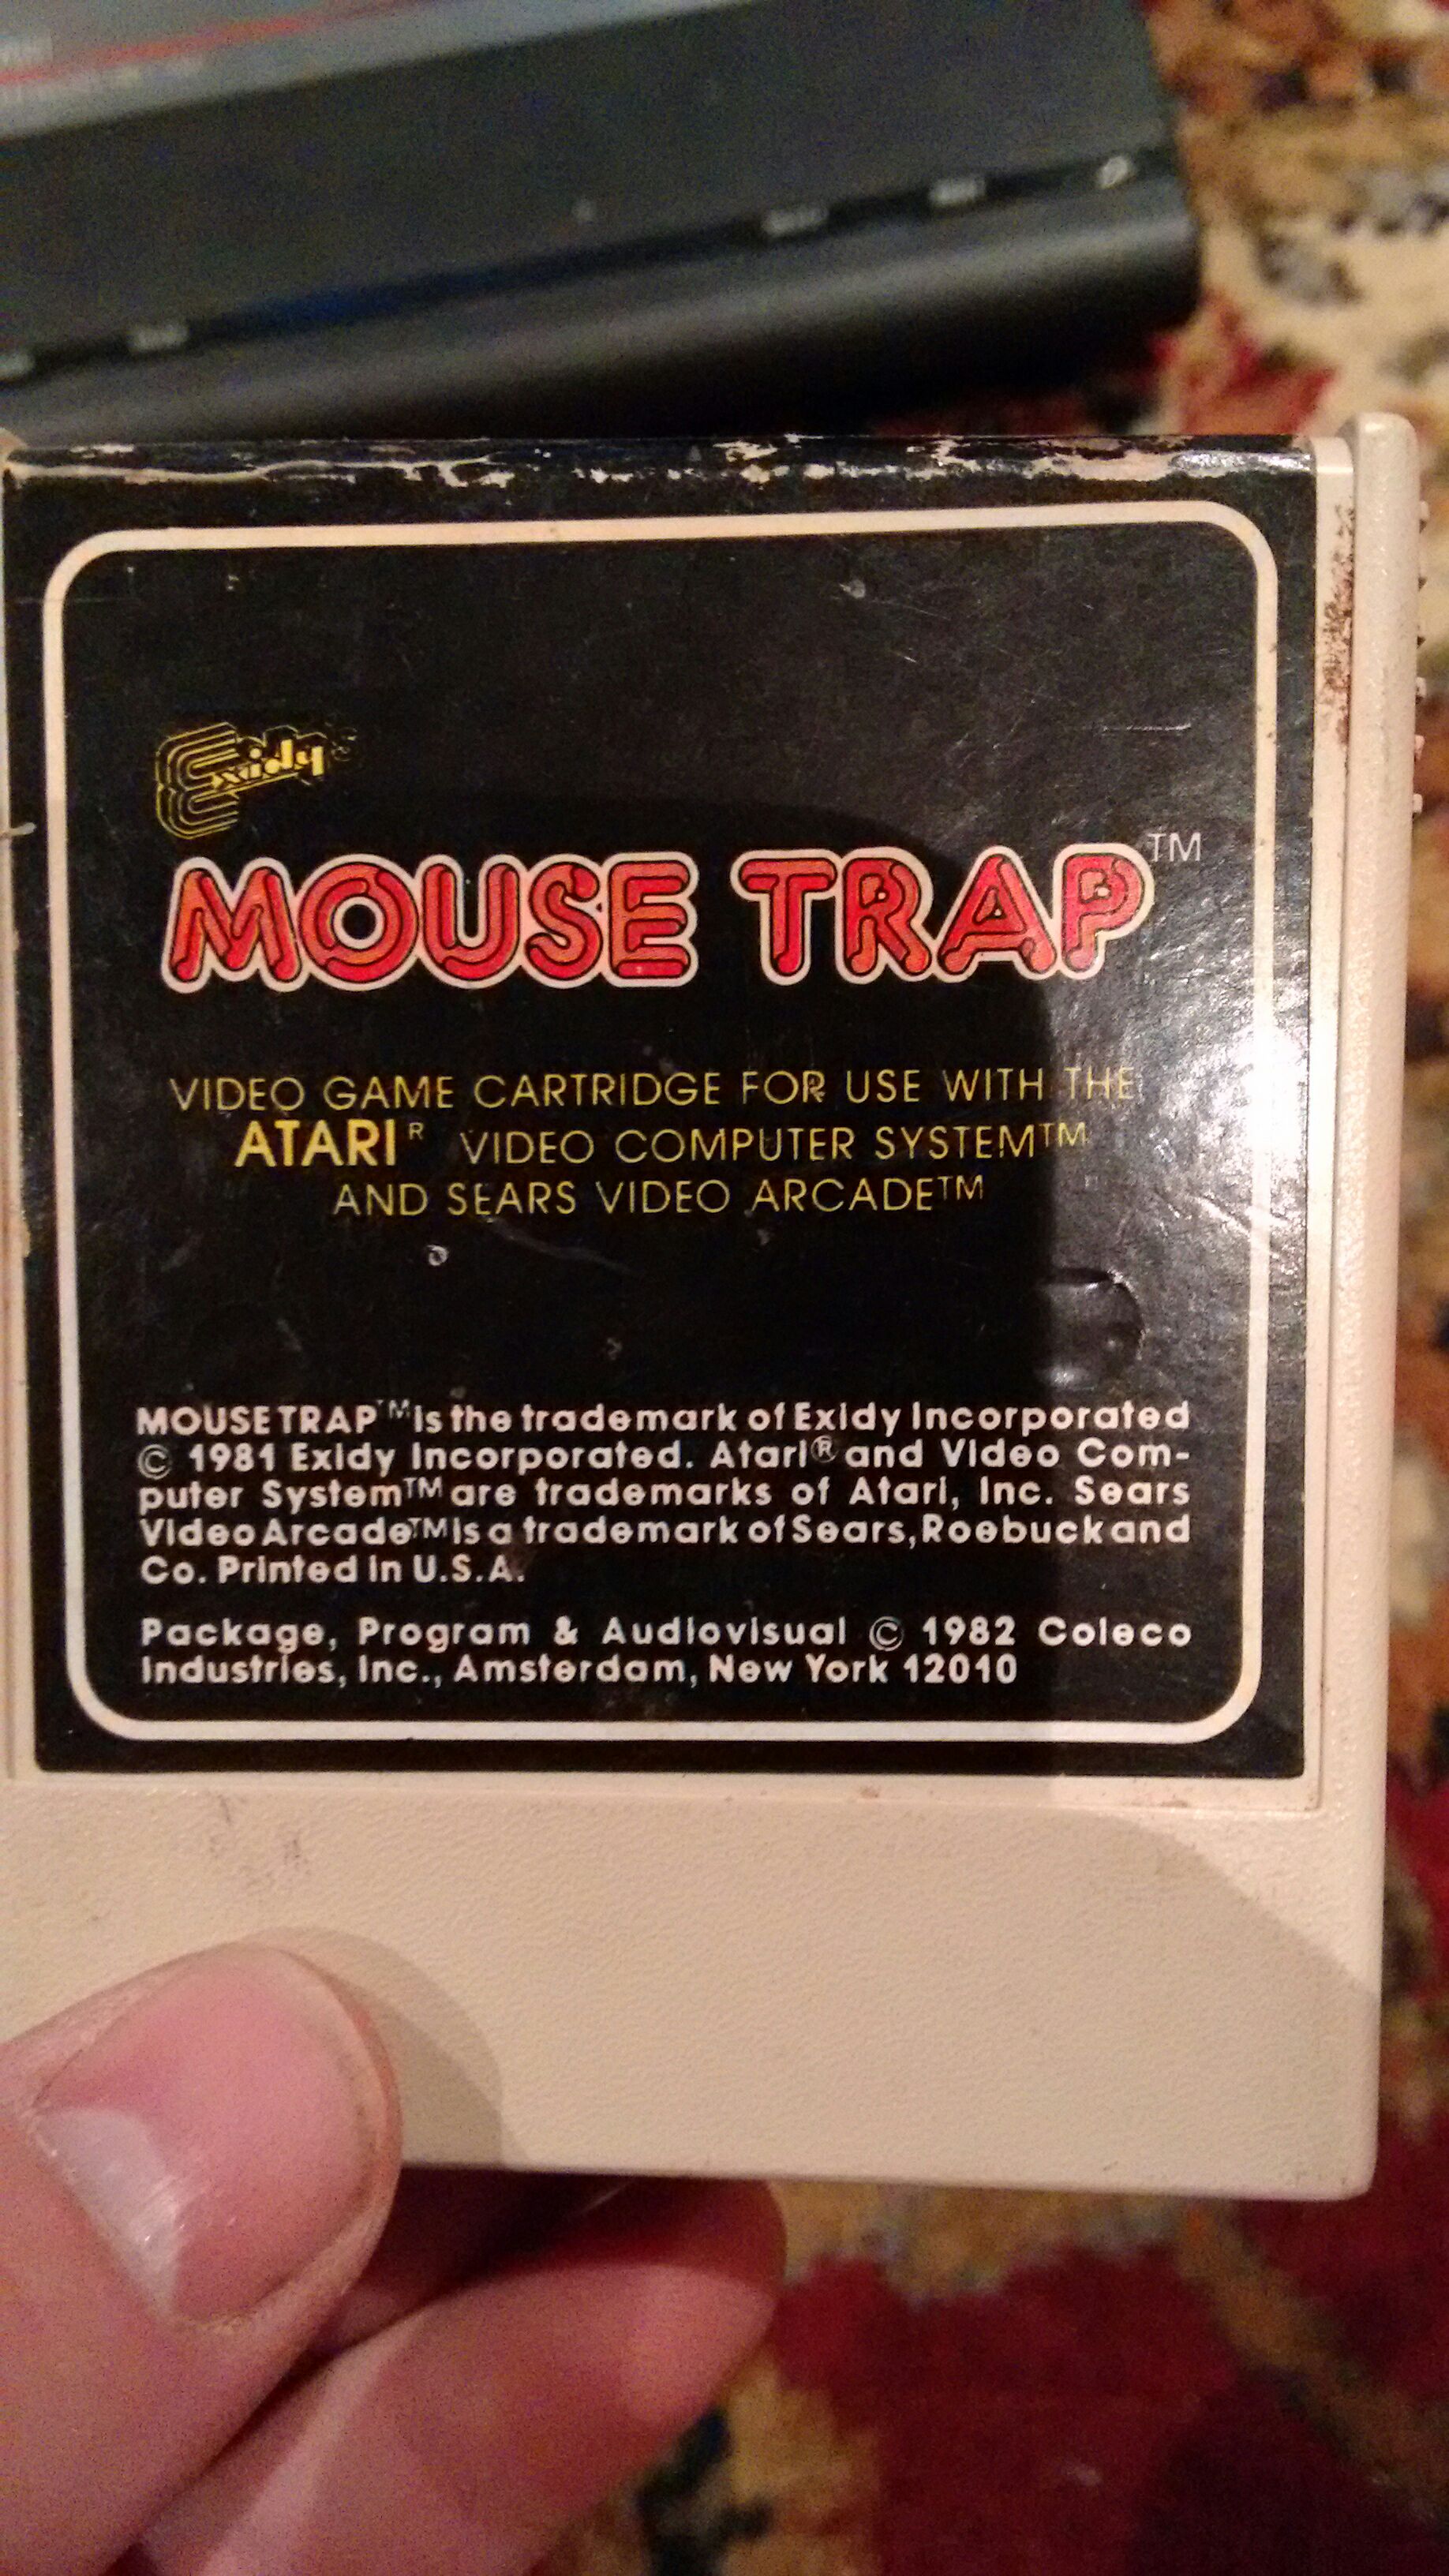 Exidy's
MOUSE TRAP™
VIDEO GAME CARTRIDGE FOR USE WITH THE
ATARI® VIDEO COMPUTER SYSTEM™
AND SEARS VIDEO ARCADE™
MOUSE TRAP™ is the trademark of Exidy Incorporated
© 1981 Exidy Incorporated. Atari® and Video Com-
puter System™ are trademarks of Atari, Inc. Sears
Video Arcade™ is a trademark of Sears, Roebuck and
Co. Printed in U.S.A.
Package, Program & Audiovisual © 1982 Coleco
Industries, Inc., Amsterdam, New York 12010